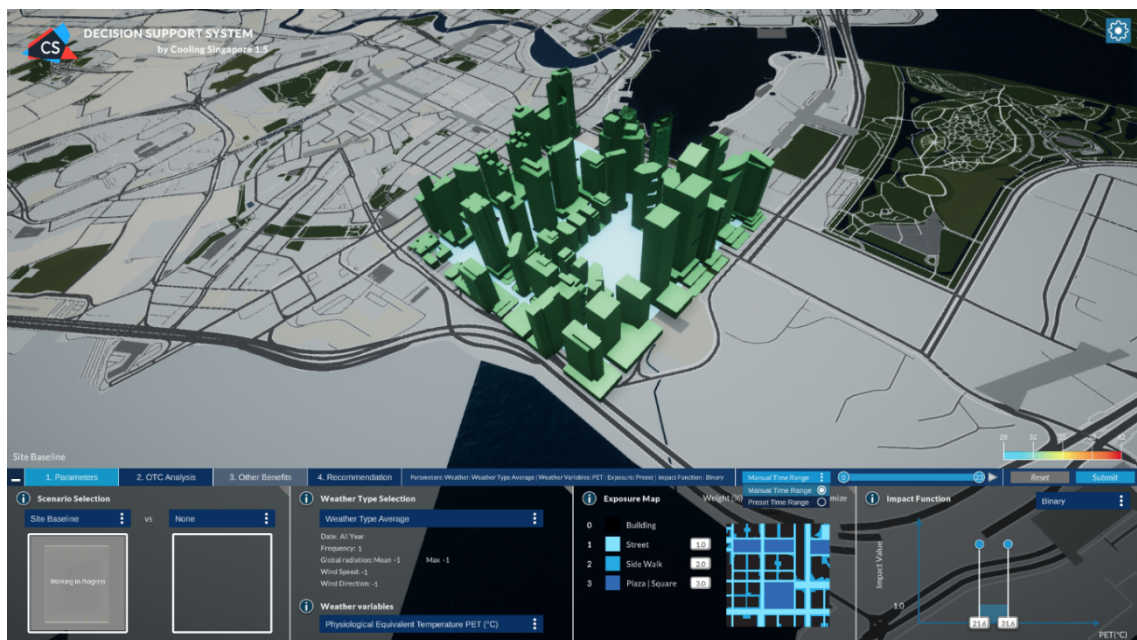 CS
DECISION SUPPORT SYSTEM
by Cooling Singapore 1.5
Site Baseline
28 32 42
1. Parameters 2. OTC Analysis 3. Other Benefits 4. Recommendation
Parameters: Weather: Weather Type Average | Weather Variables: PET | Exposure: Preset | Impact Function : Binary
Manual Time Range 0 23 Reset Submit
Manual Time Range
Preset Time Range
Scenario Selection
Site Baseline vs None
Working in Progress
Weather Type Selection
Weather Type Average
Date: All Year
Frequency: 1
Global radiation: Mean -1 Max -1
Wind Speed: -1
Wind Direction: -1
Weather variables
Physiological Equivalent Temperature PET (°C)
Exposure Map Weight (%) mize
0 Building
1 Street 1.0
2 Side Walk 2.0
3 Plaza | Square 3.0
Impact Function Binary
Impact Value
1.0
21.6 31.6
PET(°C)